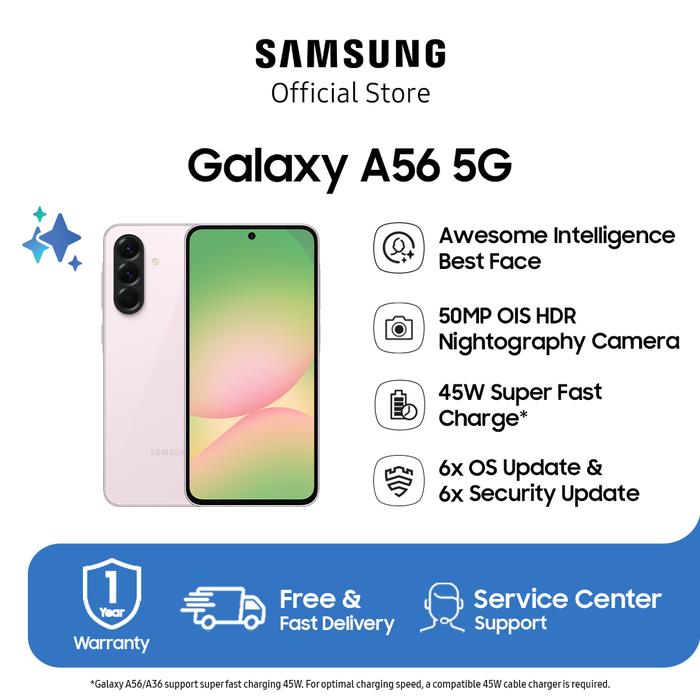 SAMSUNG
Official Store
Galaxy A56 5G
Awesome Intelligence
Best Face
50MP OIS HDR
Nightography Camera
45W Super Fast
Charge*
6x OS Update &
6x Security Update
SAMSUNG
1
Year
Warranty
Free &
Fast Delivery
Service Center
Support
*Galaxy A56/A36 support super fast charging 45W. For optimal charging speed, a compatible 45W cable charger is required.